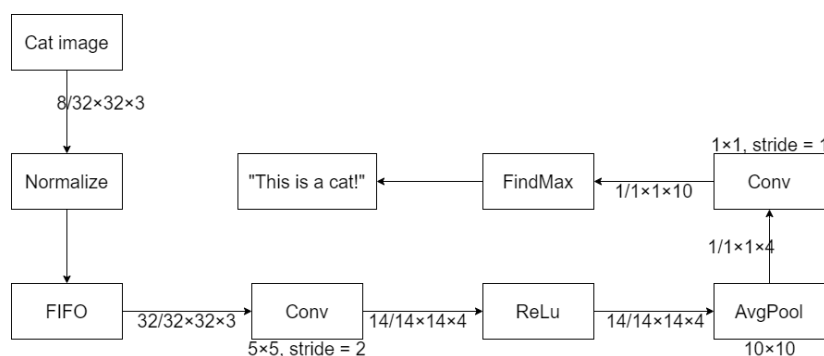 Cat image
8/32×32×3
1×1, stride = 1
Normalize
"This is a cat!"
FindMax
1/1×1×10
Conv
1/1×1×4
FIFO
32/32×32×3
Conv
14/14×14×4
ReLu
14/14×14×4
AvgPool
5×5, stride = 2
10×10